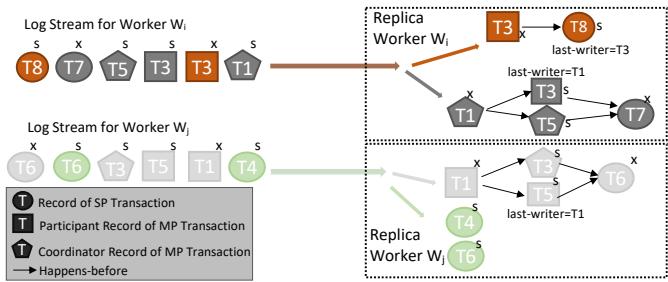 Log Stream for Worker Wi
s x s s x s
T8 T7 T5 T3 T3 T1
Log Stream for Worker Wj
x s s s x s
T6 T6 T3 T5 T1 T4
T Record of SP Transaction
T Participant Record of MP Transaction
T Coordinator Record of MP Transaction
Happens-before
Replica
Worker Wi
T3 x T8 s
last-writer=T3
last-writer=T1
T3 s
T1 x
T5 s
T7 x
T3 s
T1 x
T5 s
T6 x
last-writer=T1
T4 s
T6 s
Replica
Worker Wj